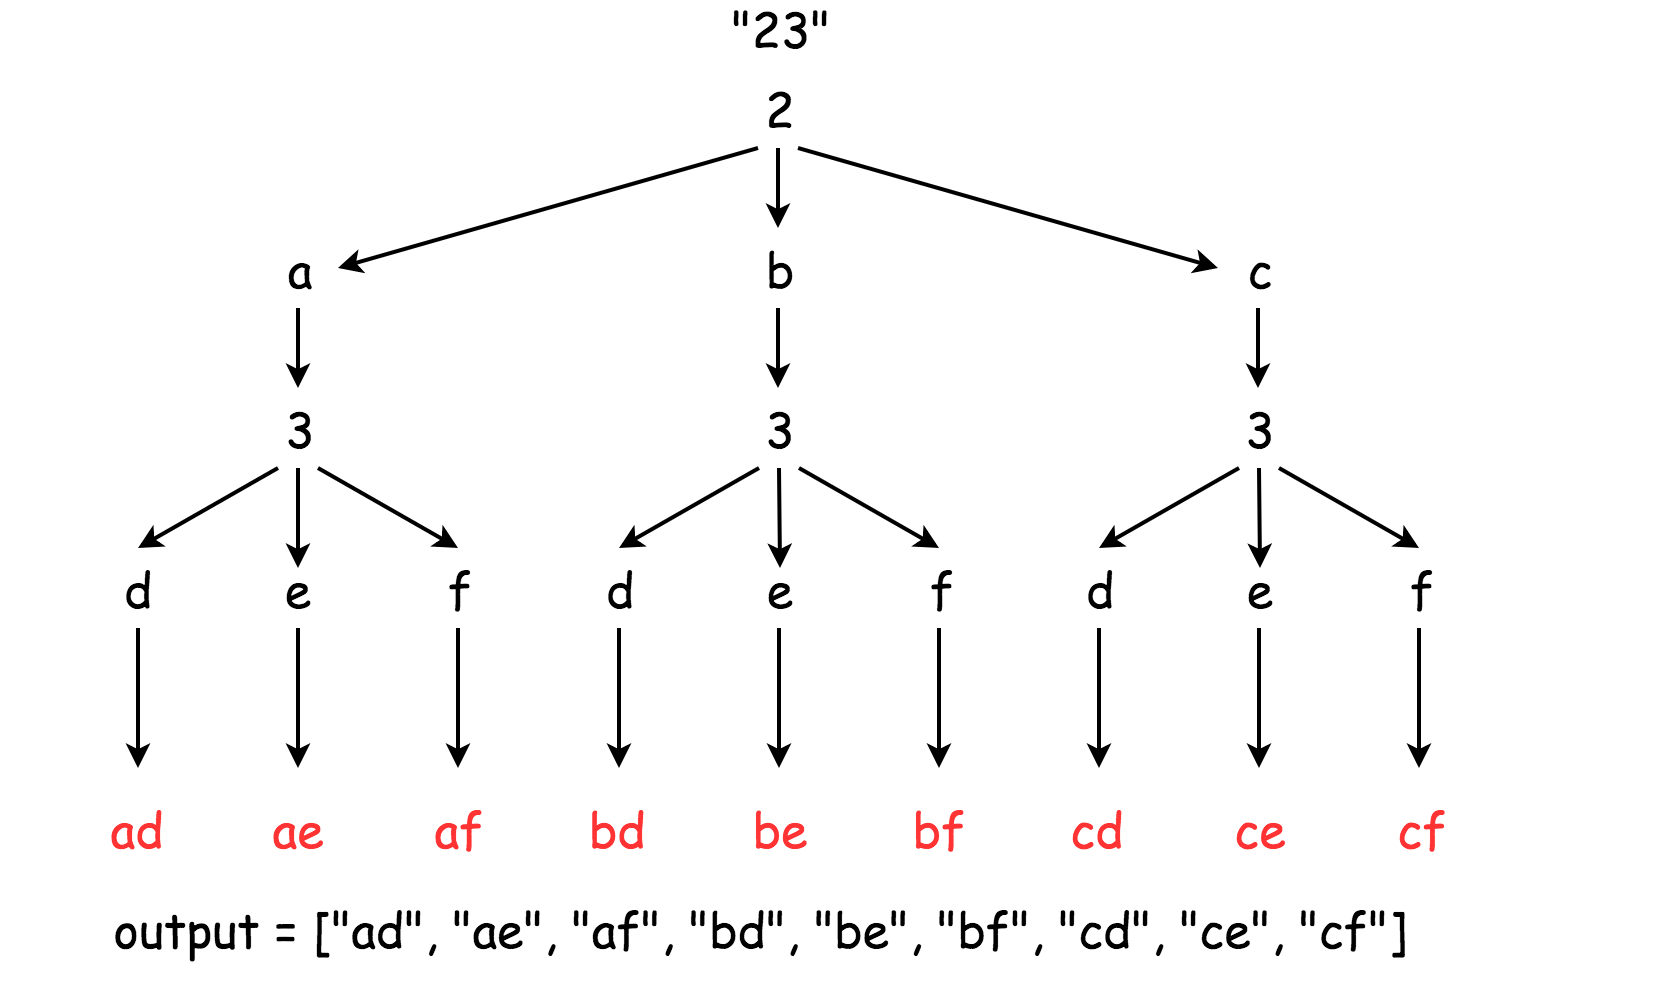 "23"
2
a b c
3 3 3
d e f d e f d e f
ad ae af bd be bf cd ce cf
output = ["ad", "ae", "af", "bd", "be", "bf", "cd", "ce", "cf"]